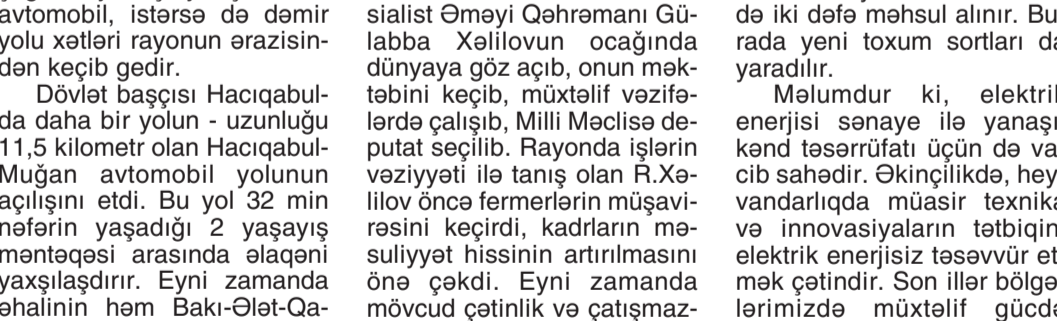 avtomobil, istərsə də dəmir
yolu xətləri rayonun ərazisin-
dən keçib gedir.
Dövlət başçısı Hacıqabul-
da daha bir yolun - uzunluğu
11,5 kilometr olan Hacıqabul-
Muğan avtomobil yolunun
açılışını etdi. Bu yol 32 min
nəfərin yaşadığı 2 yaşayış
məntəqəsi arasında əlaqəni
yaxşılaşdırır. Eyni zamanda
əhalinin həm Bakı-Ələt-Qa-
sialist Əməyi Qəhrəmanı Gü-
labba Xəlilovun ocağında
dünyaya göz açıb, onun mək-
təbini keçib, müxtəlif vəzifə-
lərdə çalışıb, Milli Məclisə de-
putat seçilib. Rayonda işlərin
vəziyyəti ilə tanış olan R.Xə-
lilov öncə fermerlərin müşavi-
rəsini keçirdi, kadrların mə-
suliyyət hissinin artırılmasını
önə çəkdi. Eyni zamanda
mövcud çətinlik və çatışmaz-
də iki dəfə məhsul alınır. Bu
rada yeni toxum sortları da
yaradılır.
Məlumdur ki, elektrik
enerjisi sənaye ilə yanaşı
kənd təsərrüfatı üçün də va
cib sahədir. Əkinçilikdə, hey
vandarlıqda müasir texnika
və innovasiyaların tətbiqin
elektrik enerjisiz təsəvvür et
mək çətindir. Son illər bölgə
lərimizdə müxtəlif gücdə